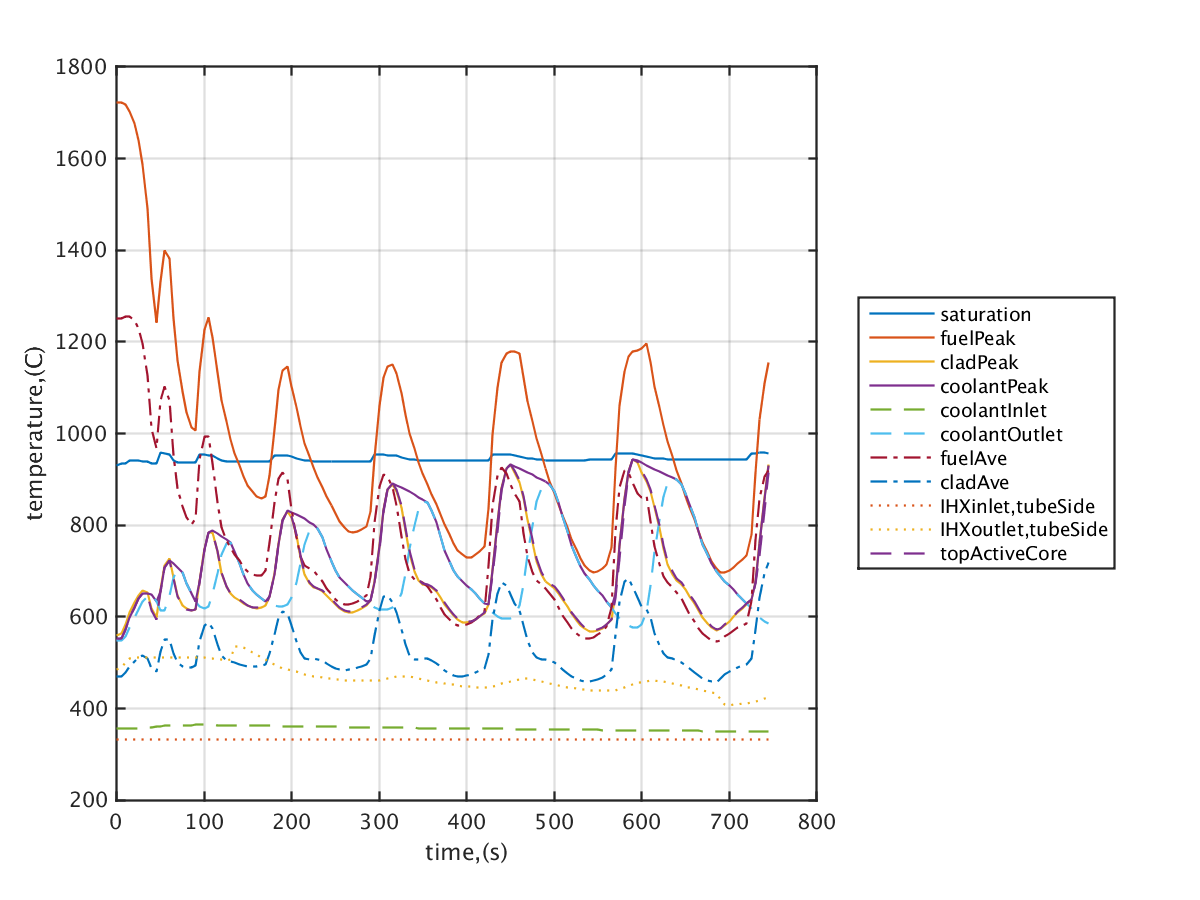 1800
1600
1400
1200
1000
800
600
400
200
temperature,(C)
0 100 200 300 400 500 600 700 800
time,(s)
saturation
fuelPeak
cladPeak
coolantPeak
coolantInlet
coolantOutlet
fuelAve
cladAve
IHXinlet,tubeSide
IHXoutlet,tubeSide
topActiveCore